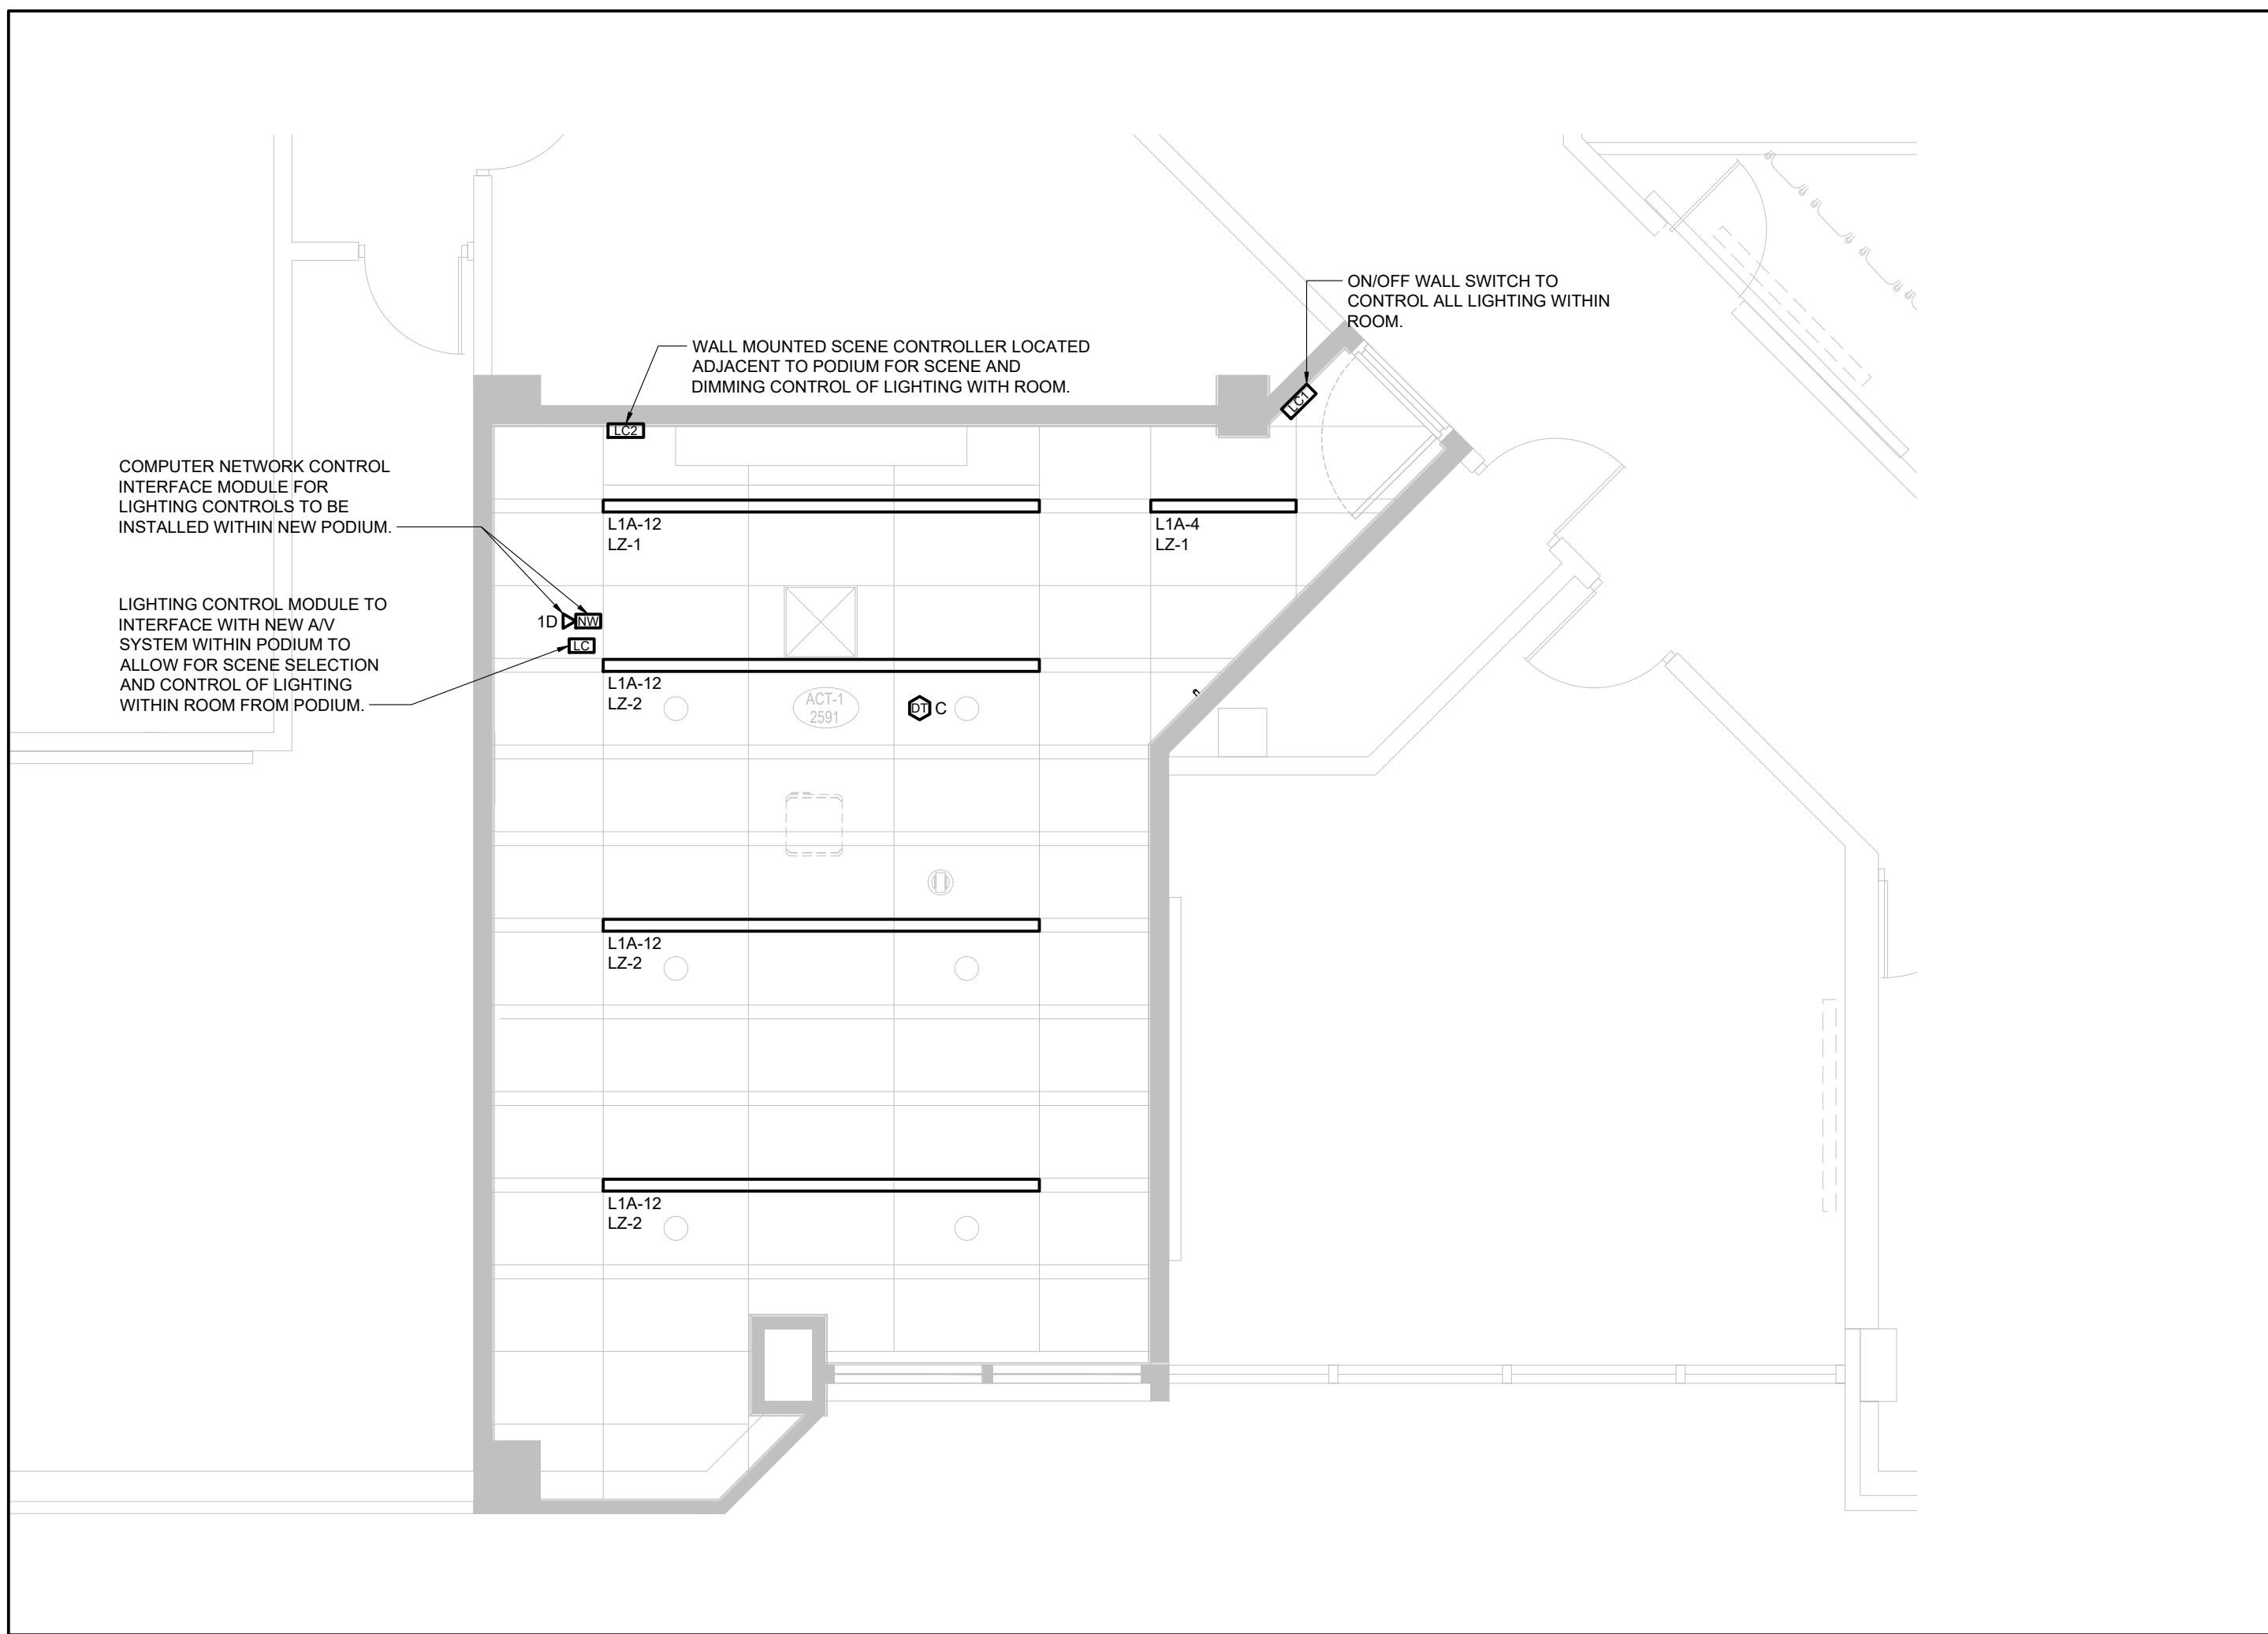 ON/OFF WALL SWITCH TO
CONTROL ALL LIGHTING WITHIN
ROOM.
WALL MOUNTED SCENE CONTROLLER LOCATED
ADJACENT TO PODIUM FOR SCENE AND
DIMMING CONTROL OF LIGHTING WITH ROOM.
LC1
LC2
COMPUTER NETWORK CONTROL
INTERFACE MODULE FOR
LIGHTING CONTROLS TO BE
INSTALLED WITHIN NEW PODIUM.
L1A-12
LZ-1
L1A-4
LZ-1
LIGHTING CONTROL MODULE TO
INTERFACE WITH NEW A/V
SYSTEM WITHIN PODIUM TO
ALLOW FOR SCENE SELECTION
AND CONTROL OF LIGHTING
WITHIN ROOM FROM PODIUM.
1D
NW
LC
L1A-12
LZ-2
ACT-1
2591
DT C
L1A-12
LZ-2
L1A-12
LZ-2